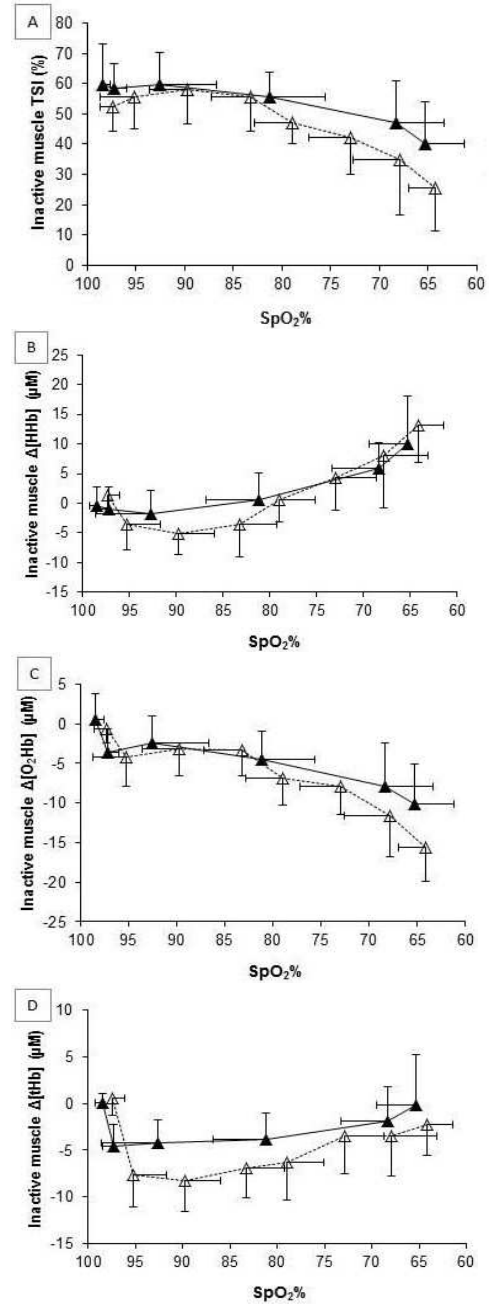 A
Inactive muscle TSI (%)
80
70
60
50
40
30
20
10
0
100 95 90 85 80 75 70 65 60
SpO₂%
B
Inactive muscle Δ[HHb] (µM)
25
20
15
10
5
0
-5
-10
-15
100 95 90 85 80 75 70 65 60
SpO₂%
C
Inactive muscle Δ[O₂Hb] (µM)
5
0
-5
-10
-15
-20
-25
100 95 90 85 80 75 70 65 60
SpO₂%
D
Inactive muscle Δ[tHb] (µM)
10
5
0
-5
-10
-15
100 95 90 85 80 75 70 65 60
SpO₂%